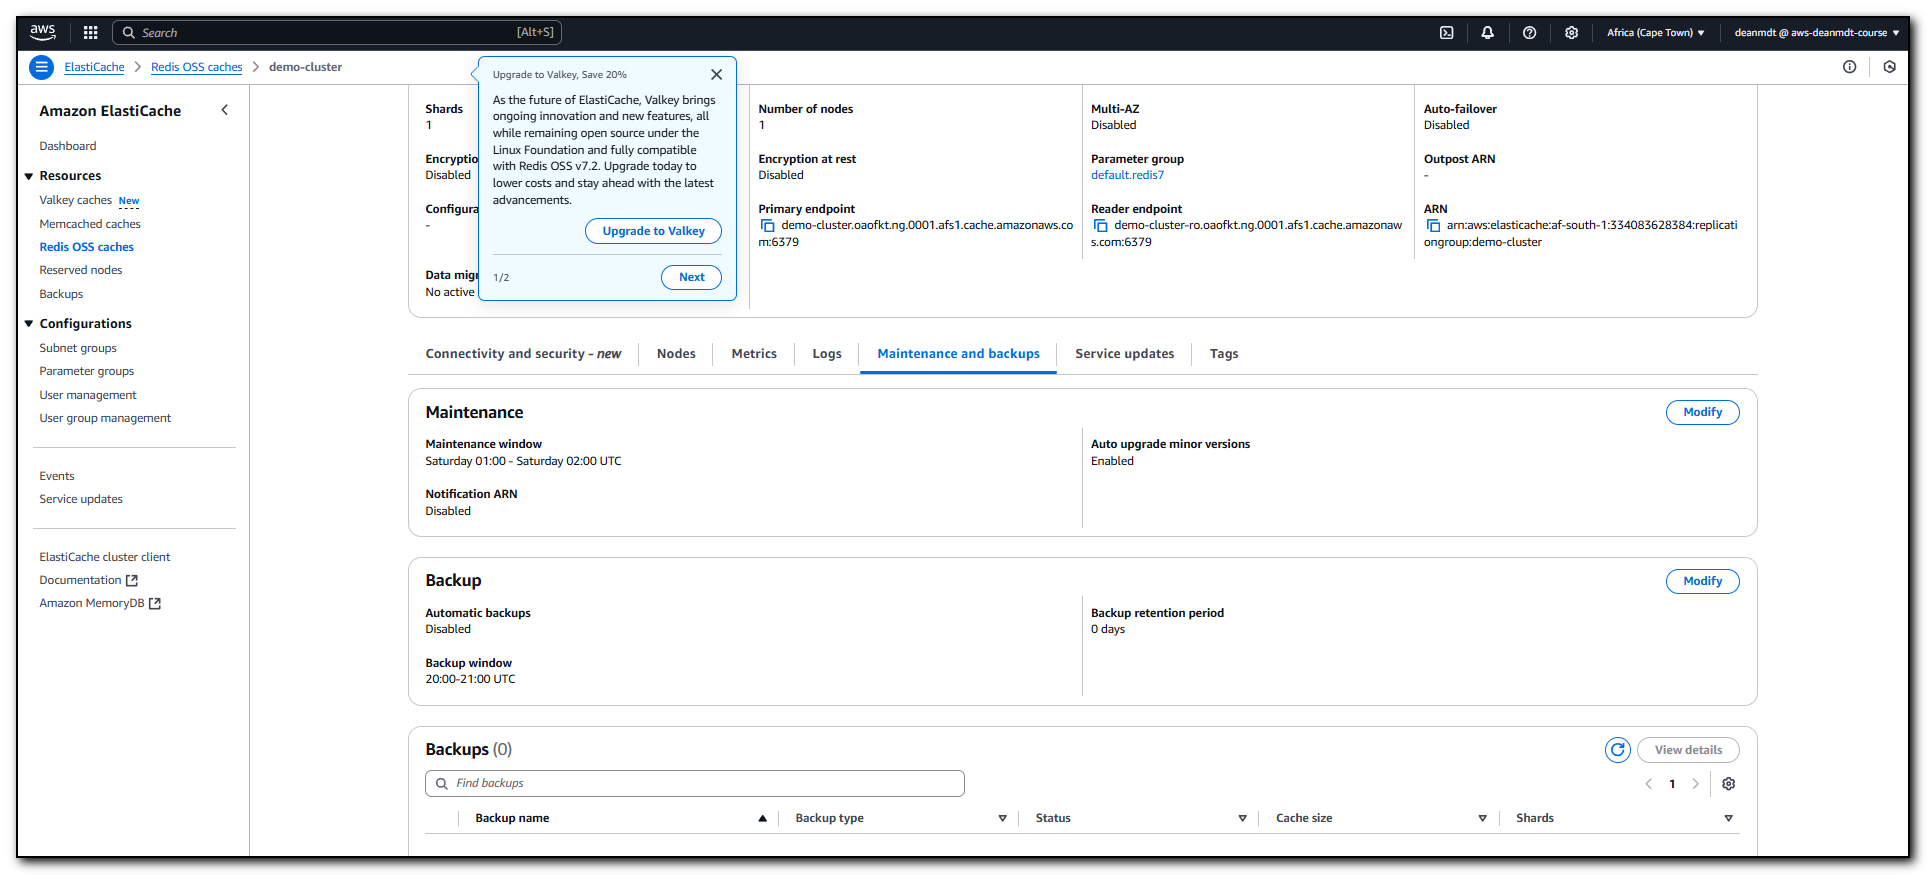 aws
Search [Alt+S]
Africa (Cape Town)
deanmdt @ aws-deanmdt-course
ElastiCache
Redis OSS caches
demo-cluster
Amazon ElastiCache
Dashboard
Resources
Valkey caches New
Memcached caches
Redis OSS caches
Reserved nodes
Backups
Configurations
Subnet groups
Parameter groups
User management
User group management
Events
Service updates
ElastiCache cluster client
Documentation
Amazon MemoryDB
Upgrade to Valkey, Save 20%
As the future of ElastiCache, Valkey brings
ongoing innovation and new features, all
while remaining open source under the
Linux Foundation and fully compatible
with Redis OSS v7.2. Upgrade today to
lower costs and stay ahead with the latest
advancements.
Upgrade to Valkey
1/2
Next
Shards
1
Number of nodes
1
Multi-AZ
Disabled
Auto-failover
Disabled
Disabled
Encryption at rest
Disabled
Parameter group
default.redis7
Outpost ARN
-
-
Primary endpoint
demo-cluster.oaofkt.ng.0001.afs1.cache.amazonaws.co
m:6379
Reader endpoint
demo-cluster-ro.oaofkt.ng.0001.afs1.cache.amazonaw
s.com:6379
ARN
arn:aws:elasticache:af-south-1:334083628384:replicati
ongroup:demo-cluster
Data
No active
Connectivity and security - new
Nodes
Metrics
Logs
Maintenance and backups
Service updates
Tags
Maintenance
Modify
Maintenance window
Saturday 01:00 - Saturday 02:00 UTC
Auto upgrade minor versions
Enabled
Notification ARN
Disabled
Backup
Modify
Automatic backups
Disabled
Backup retention period
0 days
Backup window
20:00-21:00 UTC
Backups (0)
View details
Find backups
1
Backup name
Backup type
Status
Cache size
Shards